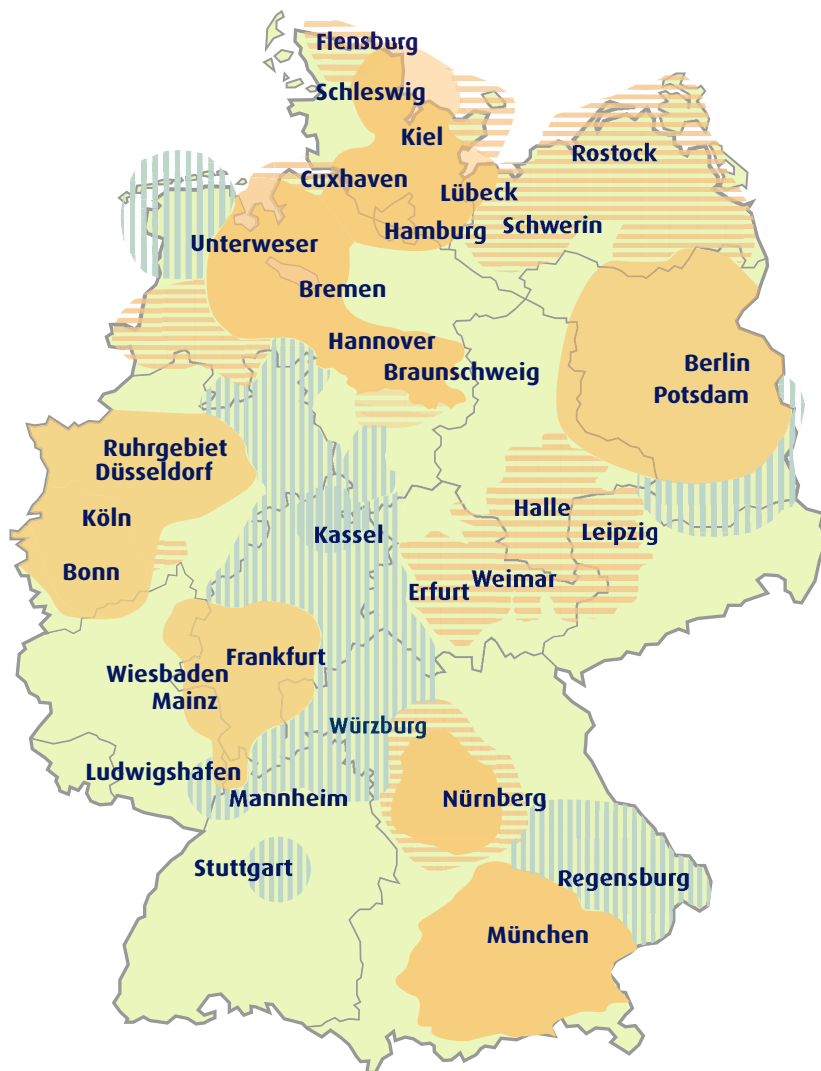 Flensburg
Schleswig
Kiel
Rostock
Cuxhaven
Lübeck
Schwerin
Hamburg
Unterweser
Bremen
Hannover
Braunschweig
Berlin
Potsdam
Ruhrgebiet
Düsseldorf
Halle
Köln
Kassel
Leipzig
Bonn
Weimar
Erfurt
Frankfurt
Wiesbaden
Mainz
Würzburg
Ludwigshafen
Mannheim
Nürnberg
Stuttgart
Regensburg
München